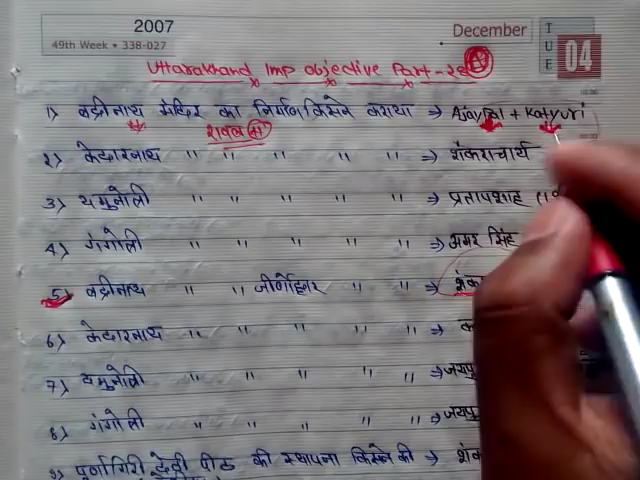 2007
December
49th Week • 338-027
TUE
04
Uttarakhand Imp objective Part-28
1) बद्रीनाथ मंदिर का निर्माण किसने कराया → Ajaypal + Katyuri
रावल
2) केदारनाथ " " " " " ⇒ शंकराचार्य
3) यमुनोत्री " " " " " ⇒ प्रतापशाह
4) गंगोत्री " " " " " ⇒ अमर सिंह
5) बद्रीनाथ " " जीर्णोद्वार " " ⇒ शंक
6) केदारनाथ " " " " "
7) यमुनोत्री " " " " " ⇒ जयपु
8) गंगोत्री " " " " " ⇒ जयपु
9) पूर्णागिरी देवी पीठ की स्थापना किसने की → शंक